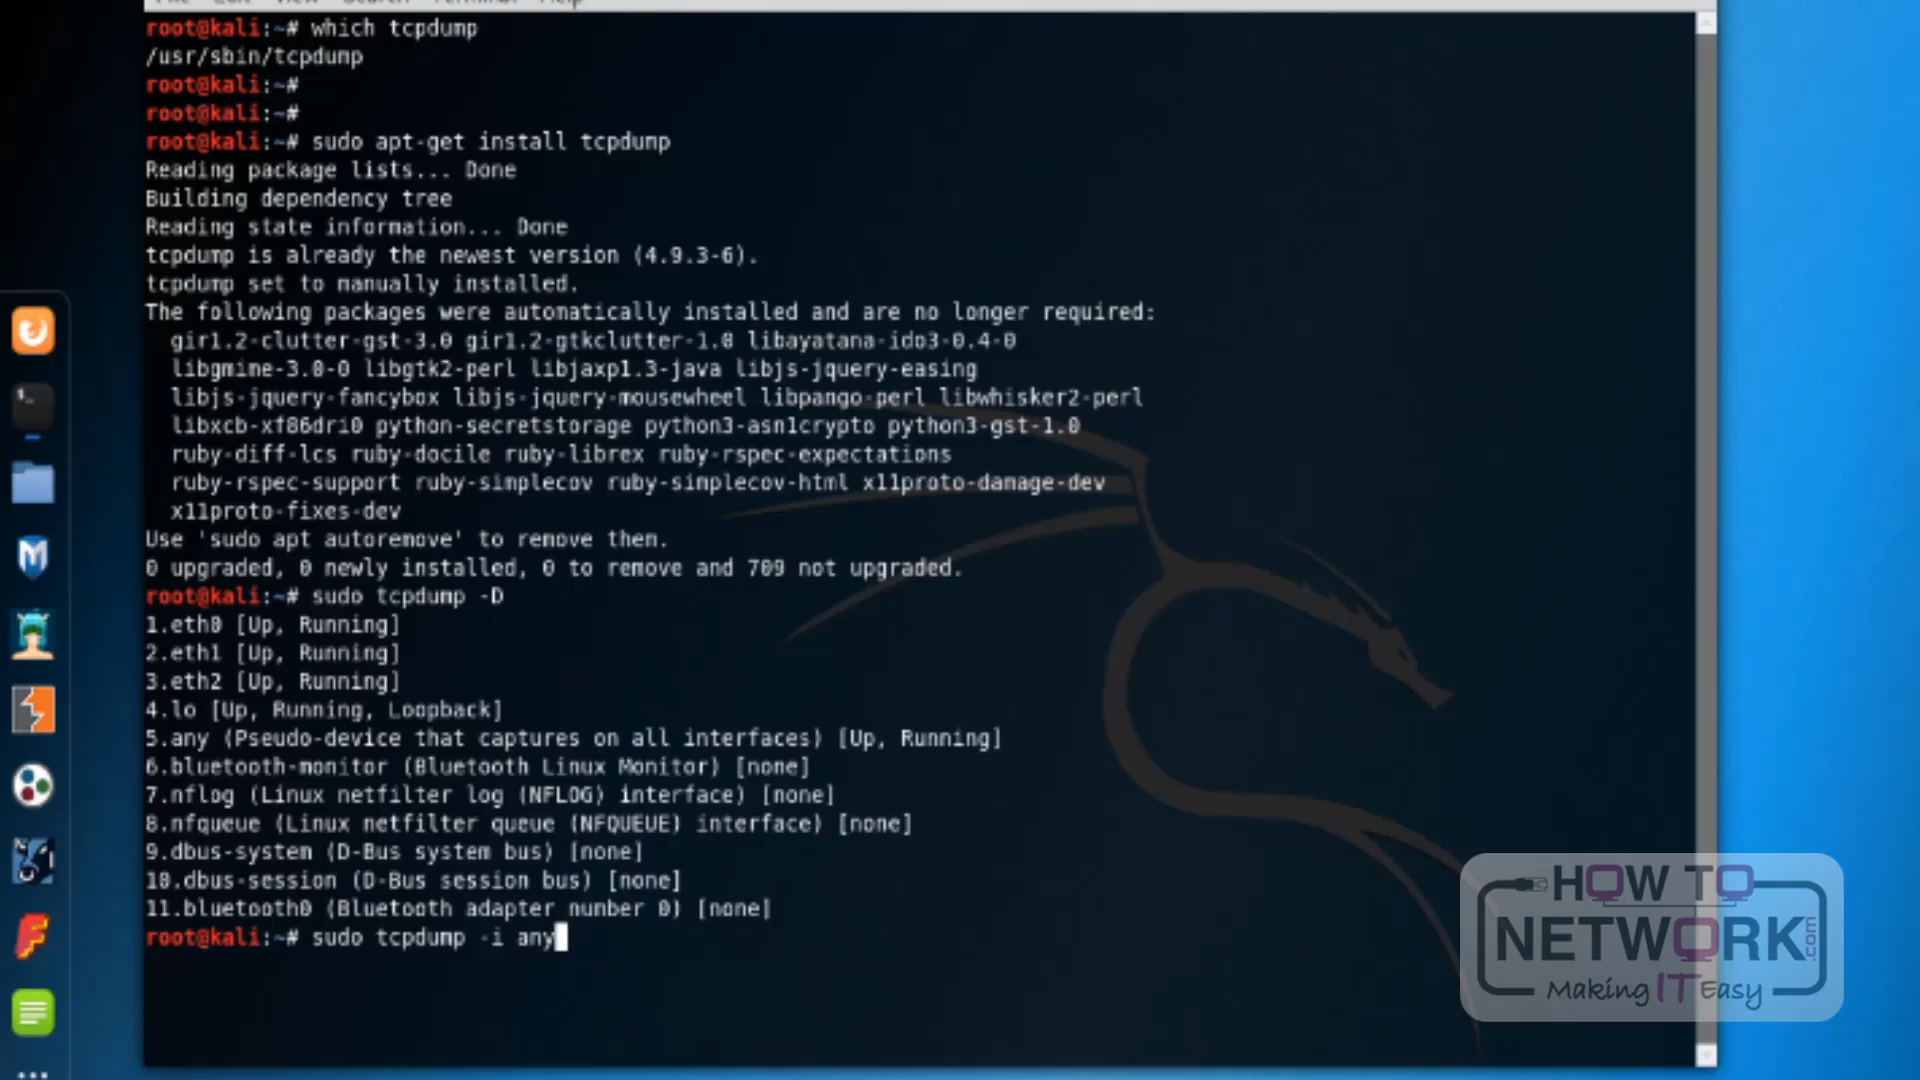 root@kali:~# which tcpdump
/usr/sbin/tcpdump
root@kali:~#
root@kali:~#
root@kali:~# sudo apt-get install tcpdump
Reading package lists... Done
Building dependency tree
Reading state information... Done
tcpdump is already the newest version (4.9.3-6).
tcpdump set to manually installed.
The following packages were automatically installed and are no longer required:
gir1.2-clutter-gst-3.0 gir1.2-gtkclutter-1.0 libayatana-ido3-0.4-0
libgmime-3.0-0 libgtk2-perl libjaxp1.3-java libjs-jquery-easing
libjs-jquery-fancybox libjs-jquery-mousewheel libpango-perl libwhisker2-perl
libxcb-xf86dri0 python-secretstorage python3-asn1crypto python3-gst-1.0
ruby-diff-lcs ruby-docile ruby-librex ruby-rspec-expectations
ruby-rspec-support ruby-simplecov ruby-simplecov-html x11proto-damage-dev
x11proto-fixes-dev
Use 'sudo apt autoremove' to remove them.
0 upgraded, 0 newly installed, 0 to remove and 709 not upgraded.
root@kali:~# sudo tcpdump -D
1.eth0 [Up, Running]
2.eth1 [Up, Running]
3.eth2 [Up, Running]
4.lo [Up, Running, Loopback]
5.any (Pseudo-device that captures on all interfaces) [Up, Running]
6.bluetooth-monitor (Bluetooth Linux Monitor) [none]
7.nflog (Linux netfilter log (NFLOG) interface) [none]
8.nfqueue (Linux netfilter queue (NFQUEUE) interface) [none]
9.dbus-system (D-Bus system bus) [none]
10.dbus-session (D-Bus session bus) [none]
11.bluetooth0 (Bluetooth adapter number 0) [none]
root@kali:~# sudo tcpdump -i any
HOW TO
NETWORK.com
Making IT Easy